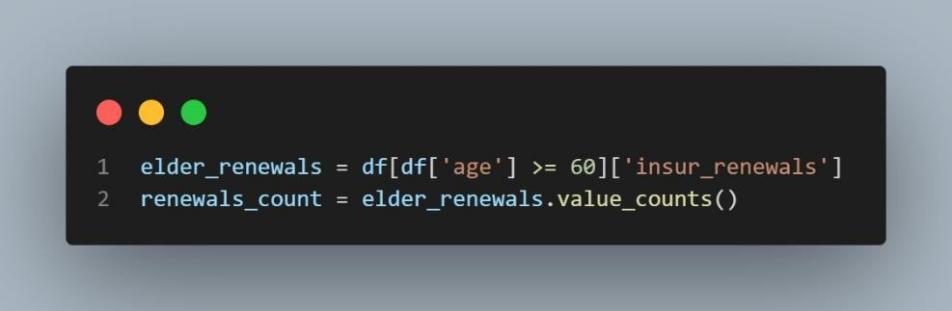 1 elder_renewals = df[df['age'] >= 60]['insur_renewals']
2 renewals_count = elder_renewals.value_counts()